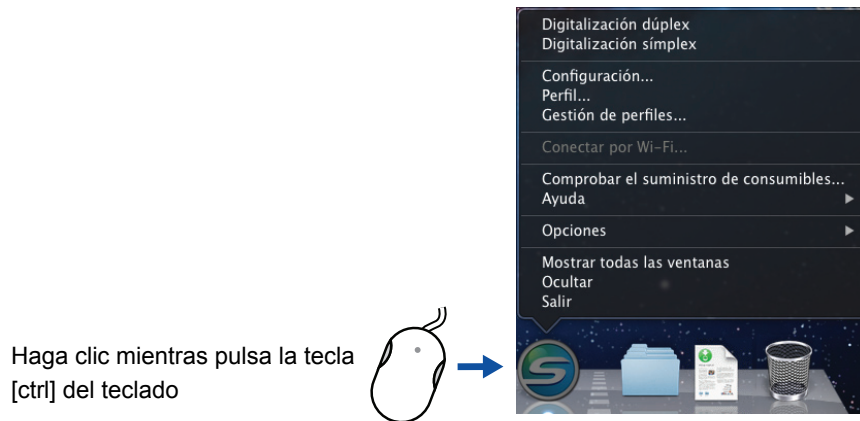 Digitalización dúplex
Digitalización símplex
Configuración...
Perfil...
Gestión de perfiles...
Conectar por Wi-Fi...
Comprobar el suministro de consumibles...
Ayuda
Opciones
Mostrar todas las ventanas
Ocultar
Salir
Haga clic mientras pulsa la tecla
[ctrl] del teclado